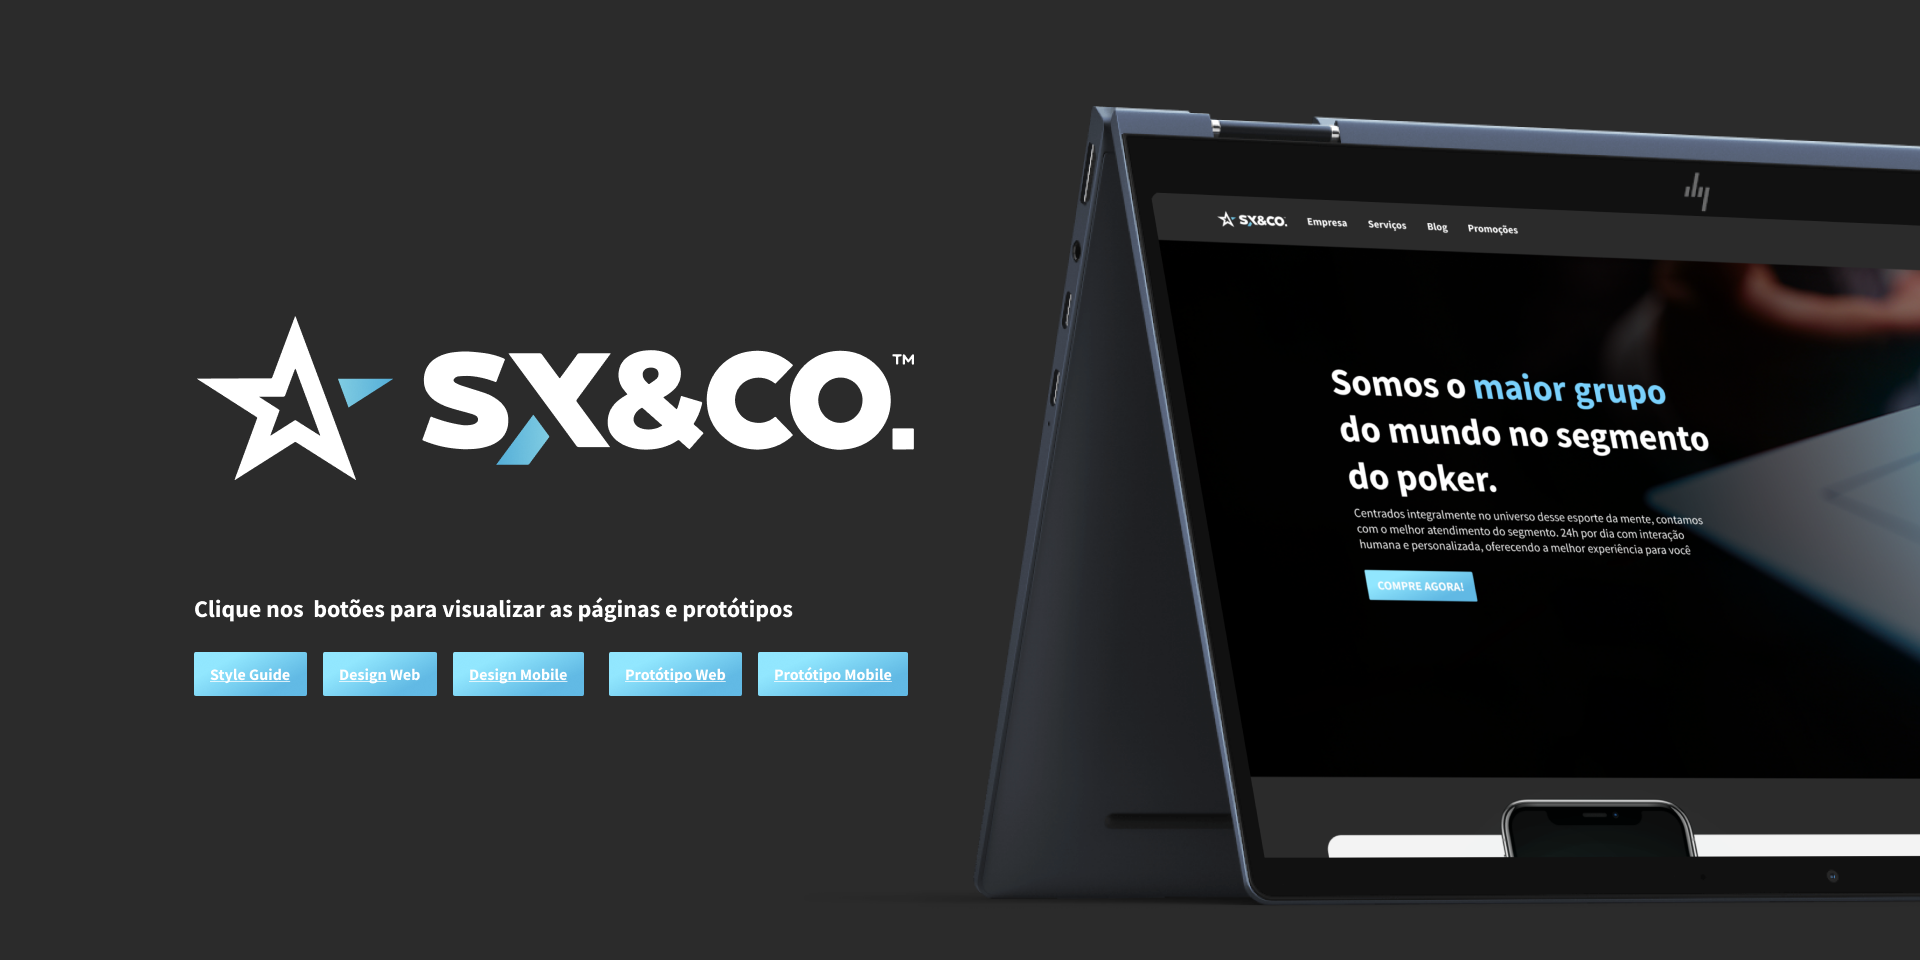 SX&CO.™
Clique nos  botões para visualizar as páginas e protótipos
Style Guide
Design Web
Design Mobile
Protótipo Web
Protótipo Mobile
hp
SX&CO.
Empresa
Serviços
Blog
Promoções
Somos o maior grupo
do mundo no segmento
do poker.
Centrados integralmente no universo desse esporte da mente, contamos
com o melhor atendimento do segmento. 24h por dia com interação
humana e personalizada, oferecendo a melhor experiência para você
COMPRE AGORA!